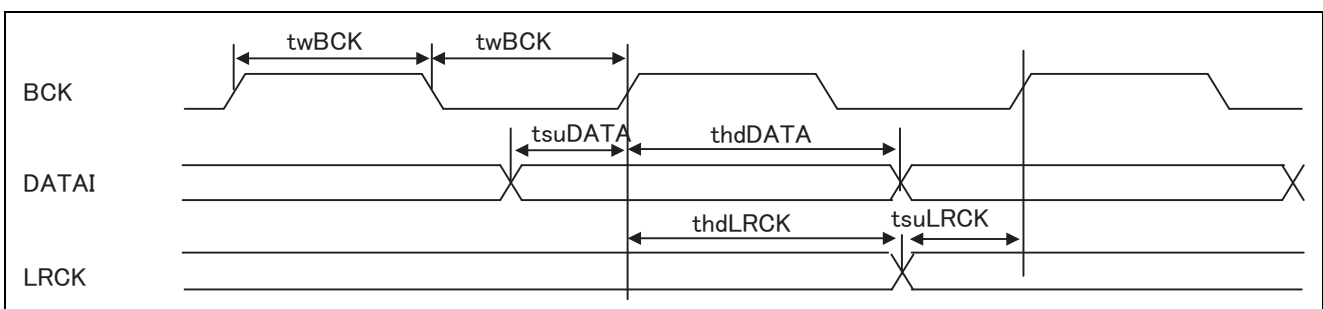 twBCK twBCK
BCK
tsuDATA thdDATA
DATAI
thdLRCK tsuLRCK
LRCK